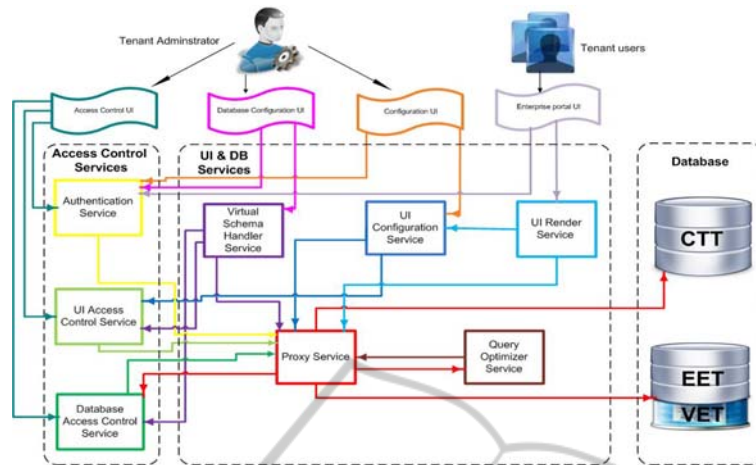 Tenant Adminstrator
Tenant users
Access Control UI
Database Configuration UI
Configuration UI
Enterprise portal UI
Access Control
Services
UI & DB
Services
Database
Authentication
Service
Virtual
Schema
Handler
Service
UI
Configuration
Service
UI Render
Service
CTT
UI Access
Control Service
Proxy Service
Query
Optimizer
Service
EET
VET
Database
Access Control
Service